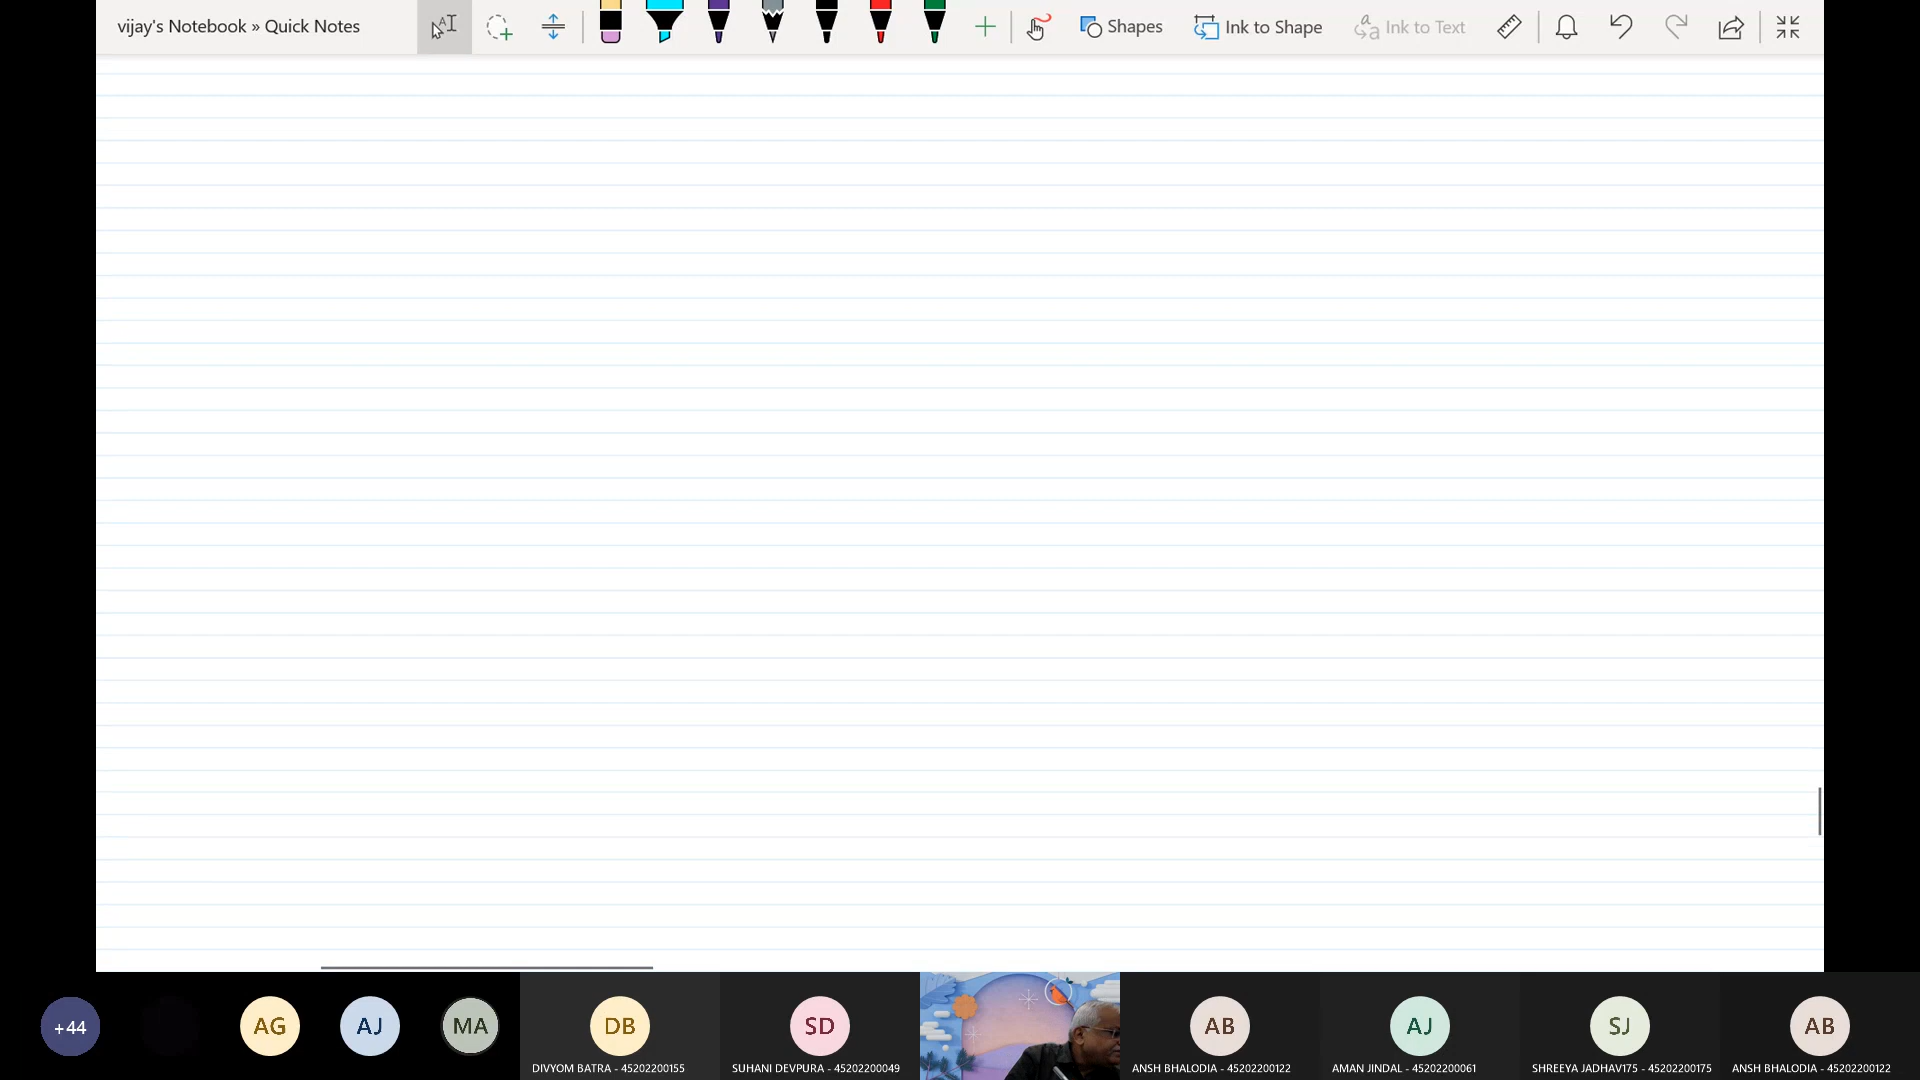 vijay's Notebook » Quick Notes
Shapes
Ink to Shape
Ink to Text
+44
AG
AJ
MA
DB
DIVYOM BATRA - 45202200155
SD
SUHANI DEVPURA - 45202200049
AB
ANSH BHALODIA - 45202200122
AJ
AMAN JINDAL - 45202200061
SJ
SHREEYA JADHAV175 - 45202200175
AB
ANSH BHALODIA - 45202200122